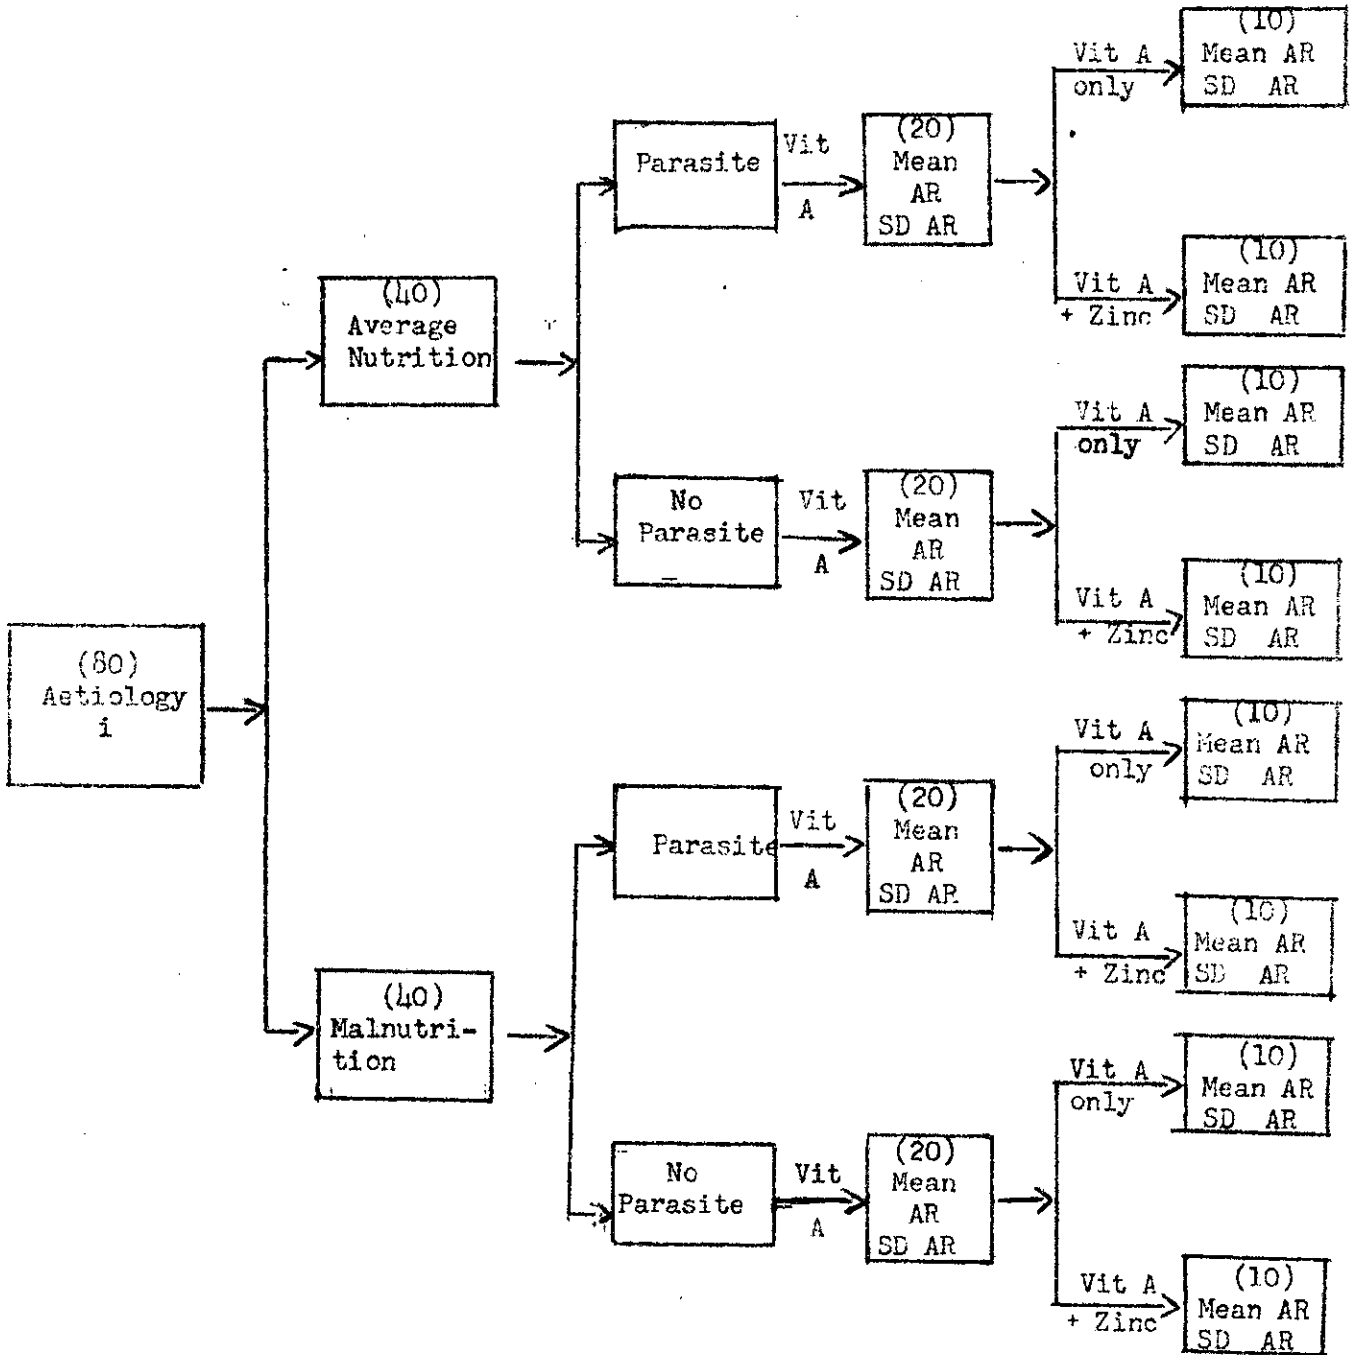 (80)
Aetiology
i
(40)
Average
Nutrition
Parasite
Vit
A
(20)
Mean
AR
SD AR
Vit A
only
(10)
Mean AR
SD AR
Vit A
+ Zinc
(10)
Mean AR
SD AR
No
Parasite
Vit
A
(20)
Mean
AR
SD AR
Vit A
only
(10)
Mean AR
SD AR
Vit A
+ Zinc
(10)
Mean AR
SD AR
(40)
Malnutri-
tion
Parasite
Vit
A
(20)
Mean
AR
SD AR
Vit A
only
(10)
Mean AR
SD AR
Vit A
+ Zinc
(10)
Mean AR
SD AR
No
Parasite
Vit
A
(20)
Mean
AR
SD AR
Vit A
only
(10)
Mean AR
SD AR
Vit A
+ Zinc
(10)
Mean AR
SD AR